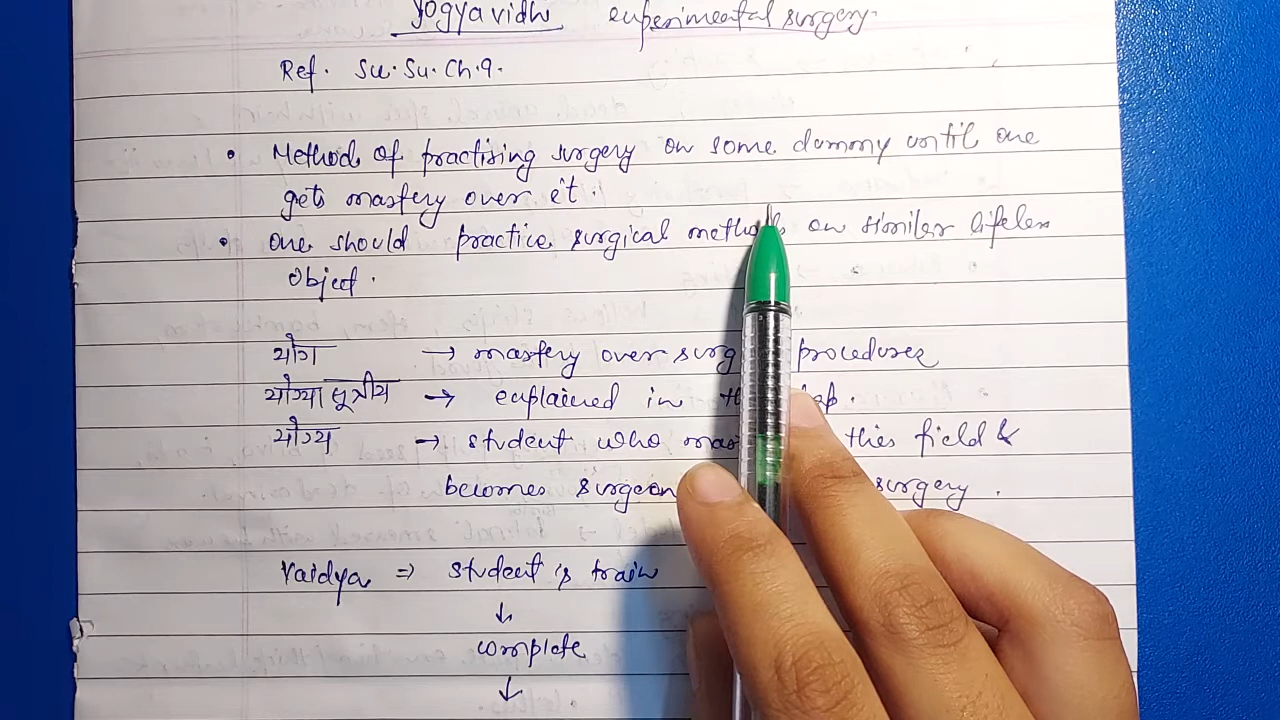 Yogyavidhi experimental surgery.
Ref. Su. Su. Ch. 9.
• Method of practising surgery on some dummy until one
gets mastery over it.
• One should practice surgical methods on similar lifeless
object.
योग → mastery over surg procedures
योग्यासूत्रीय → explained in ap.
योग्य → student who mas this field &
becomes surgeon surgery.
Vaidya ⇒ student is train
↓
complete
↓